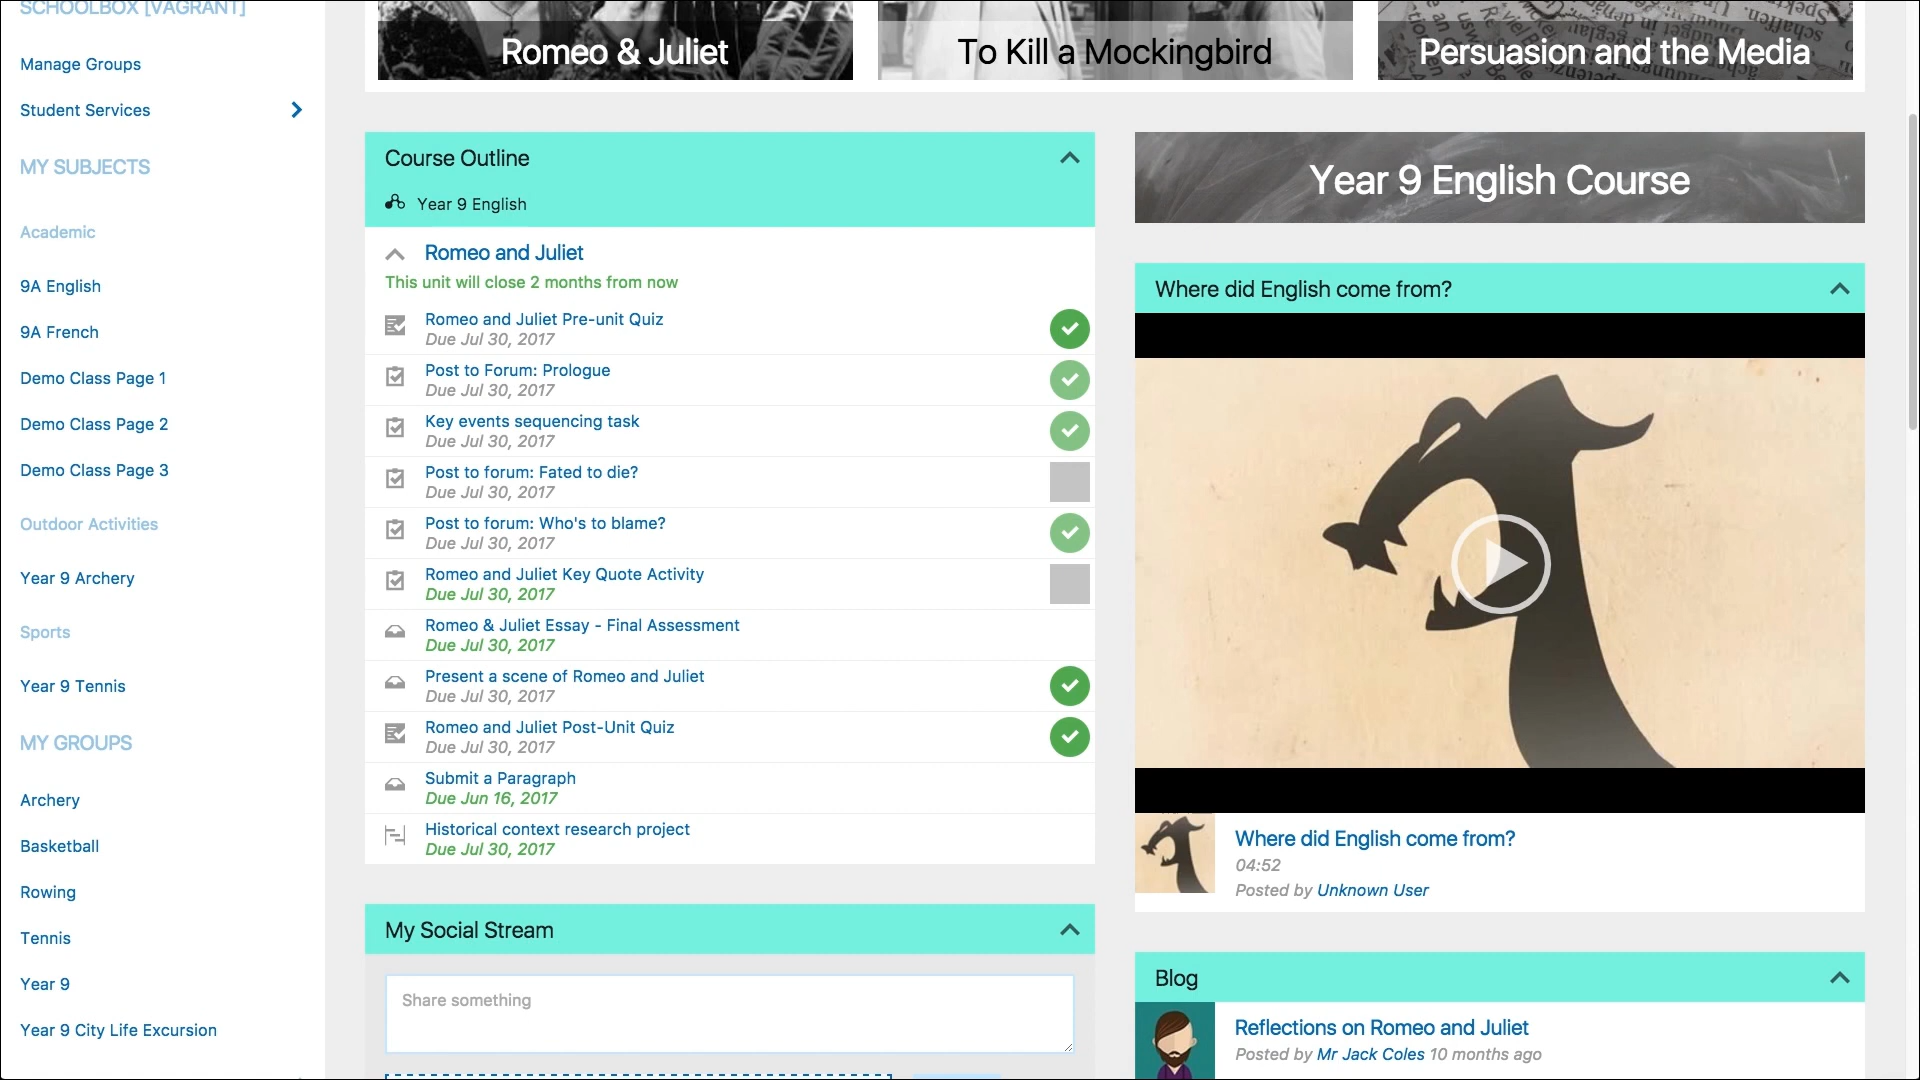 SCHOOLBOX [VAGRANT]
Manage Groups
Student Services
MY SUBJECTS
Academic
9A English
9A French
Demo Class Page 1
Demo Class Page 2
Demo Class Page 3
Outdoor Activities
Year 9 Archery
Sports
Year 9 Tennis
MY GROUPS
Archery
Basketball
Rowing
Tennis
Year 9
Year 9 City Life Excursion
Romeo & Juliet
To Kill a Mockingbird
Persuasion and the Media
Course Outline
Year 9 English
Romeo and Juliet
This unit will close 2 months from now
Romeo and Juliet Pre-unit Quiz
Due Jul 30, 2017
Post to Forum: Prologue
Due Jul 30, 2017
Key events sequencing task
Due Jul 30, 2017
Post to forum: Fated to die?
Due Jul 30, 2017
Post to forum: Who's to blame?
Due Jul 30, 2017
Romeo and Juliet Key Quote Activity
Due Jul 30, 2017
Romeo & Juliet Essay - Final Assessment
Due Jul 30, 2017
Present a scene of Romeo and Juliet
Due Jul 30, 2017
Romeo and Juliet Post-Unit Quiz
Due Jul 30, 2017
Submit a Paragraph
Due Jun 16, 2017
Historical context research project
Due Jul 30, 2017
My Social Stream
Share something
Year 9 English Course
Where did English come from?
Where did English come from?
04:52
Posted by Unknown User
Blog
Reflections on Romeo and Juliet
Posted by Mr Jack Coles 10 months ago